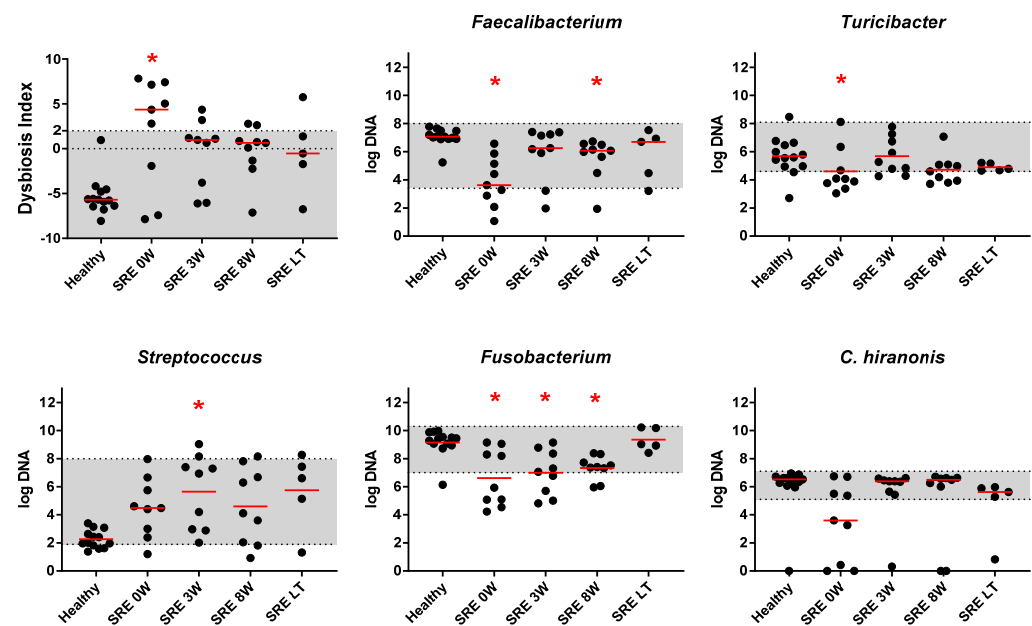 Faecalibacterium
Turicibacter
*
Dysbiosis Index
10
5
2
0
-5
-10
Healthy
SRE 0W
SRE 3W
SRE 8W
SRE LT
* *
log DNA
12
10
8
6
4
2
0
Healthy
SRE 0W
SRE 3W
SRE 8W
SRE LT
*
log DNA
12
10
8
6
4
2
0
Healthy
SRE 0W
SRE 3W
SRE 8W
SRE LT
Streptococcus
*
log DNA
12
10
8
6
4
2
0
Healthy
SRE 0W
SRE 3W
SRE 8W
SRE LT
Fusobacterium
* * *
log DNA
12
10
8
6
4
2
0
Healthy
SRE 0W
SRE 3W
SRE 8W
SRE LT
C. hiranonis
log DNA
12
10
8
6
4
2
0
Healthy
SRE 0W
SRE 3W
SRE 8W
SRE LT